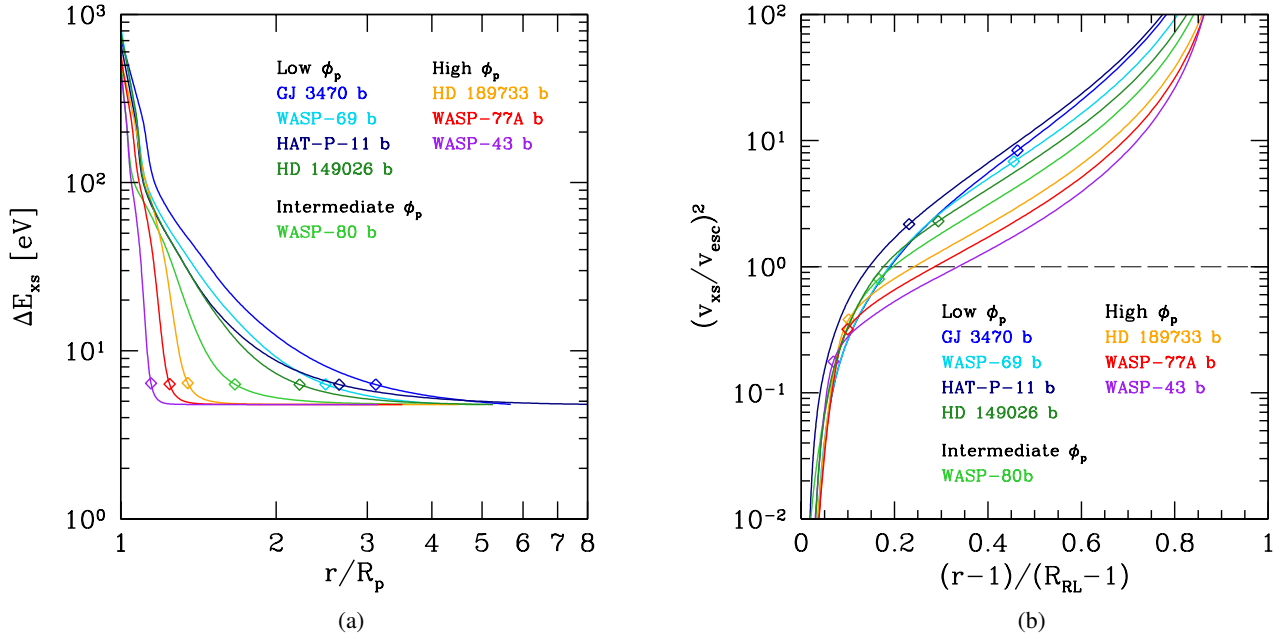 10³
10²
10¹
10⁰
ΔE_xs [eV]
Low ϕ_p
GJ 3470 b
WASP-69 b
HAT-P-11 b
HD 149026 b
Intermediate ϕ_p
WASP-80 b
High ϕ_p
HD 189733 b
WASP-77A b
WASP-43 b
1 2 3 4 5 6 7 8
r/R_p
(a)
10²
10¹
10⁰
10⁻¹
10⁻²
(v_xs/v_esc)²
Low ϕ_p
GJ 3470 b
WASP-69 b
HAT-P-11 b
HD 149026 b
Intermediate ϕ_p
WASP-80b
High ϕ_p
HD 189733 b
WASP-77A b
WASP-43 b
0 0.2 0.4 0.6 0.8 1
(r-1)/(R_RL-1)
(b)